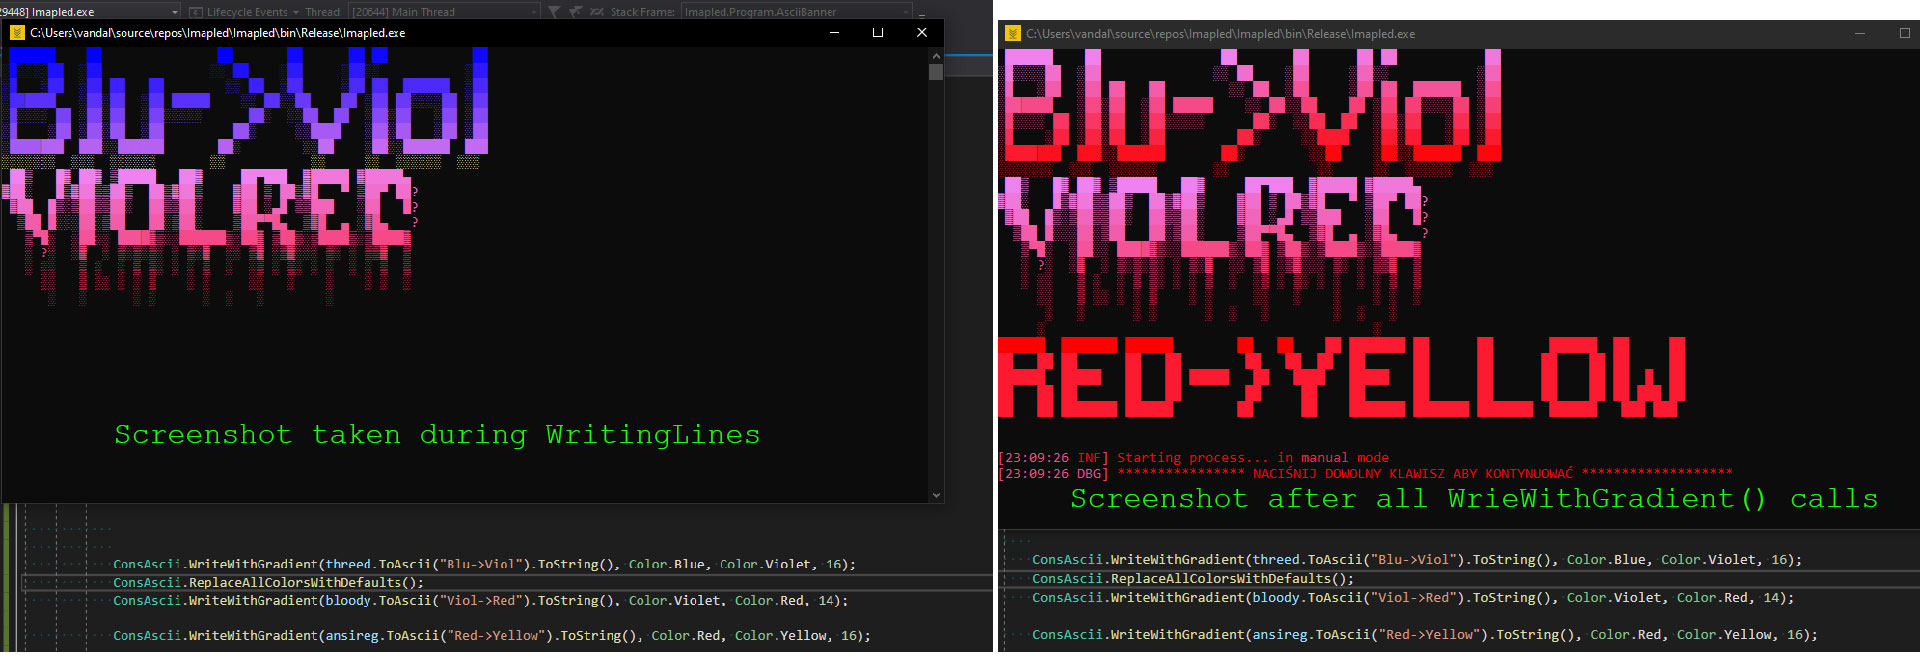 29448] Imapled.exe
Lifecycle Events
Thread
[20644] Main Thread
Stack Frame:
Imapled.Program.AsciiBanner
C:\Users\vandal\source\repos\Imapled\Imapled\bin\Release\Imapled.exe
Blu->Viol
Viol->Red
Screenshot taken during WritingLines
ConsAscii.WriteWithGradient(threed.ToAscii("Blu->Viol").ToString(), Color.Blue, Color.Violet, 16);
ConsAscii.ReplaceAllColorsWithDefaults();
ConsAscii.WriteWithGradient(bloody.ToAscii("Viol->Red").ToString(), Color.Violet, Color.Red, 14);
ConsAscii.WriteWithGradient(ansireg.ToAscii("Red->Yellow").ToString(), Color.Red, Color.Yellow, 16);
C:\Users\vandal\source\repos\Imapled\Imapled\bin\Release\Imapled.exe
Blu->Viol
Viol->Red
RED->YELLOW
[23:09:26 INF] Starting process... in manual mode
[23:09:26 DBG] **************** NACIŚNIJ DOWOLNY KLAWISZ ABY KONTYNUOWAĆ *******************
Screenshot after all WrieWithGradient() calls
ConsAscii.WriteWithGradient(threed.ToAscii("Blu->Viol").ToString(), Color.Blue, Color.Violet, 16);
ConsAscii.ReplaceAllColorsWithDefaults();
ConsAscii.WriteWithGradient(bloody.ToAscii("Viol->Red").ToString(), Color.Violet, Color.Red, 14);
ConsAscii.WriteWithGradient(ansireg.ToAscii("Red->Yellow").ToString(), Color.Red, Color.Yellow, 16);